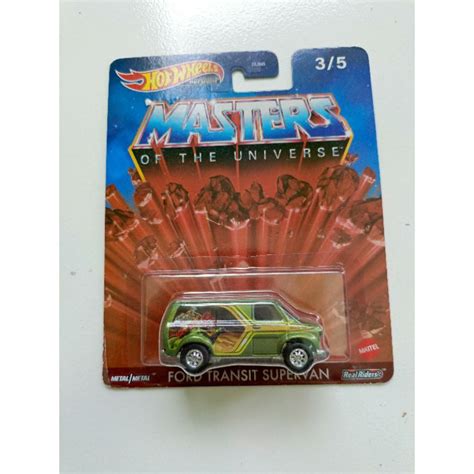 Hot Wheels
3/5
MASTERS
OF THE UNIVERSE
MATTEL
FORD TRANSIT SUPERVAN
METAL/METAL
Real Riders